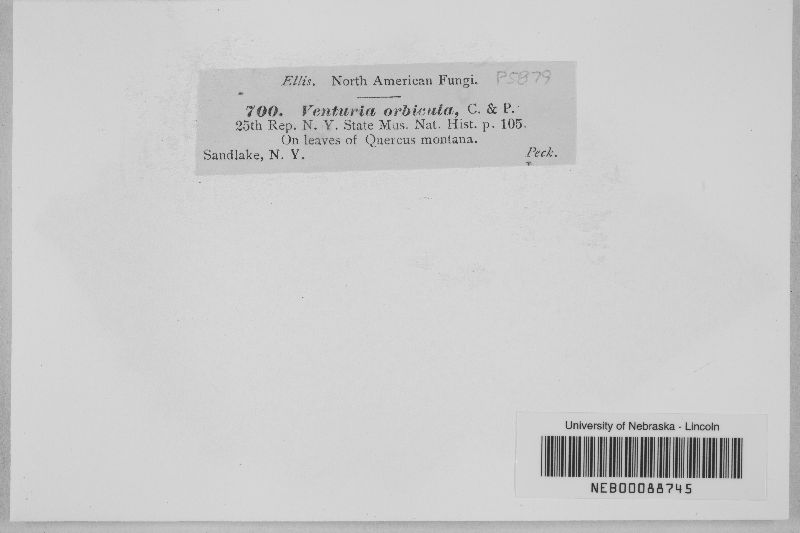 Ellis. North American Fungi. P5879
700. Venturia orbicula, C. & P.
25th Rep. N. Y. State Mus. Nat. Hist. p. 105.
On leaves of Quercus montana.
Sandlake, N. Y. Peck.
University of Nebraska - Lincoln
NEB00088745